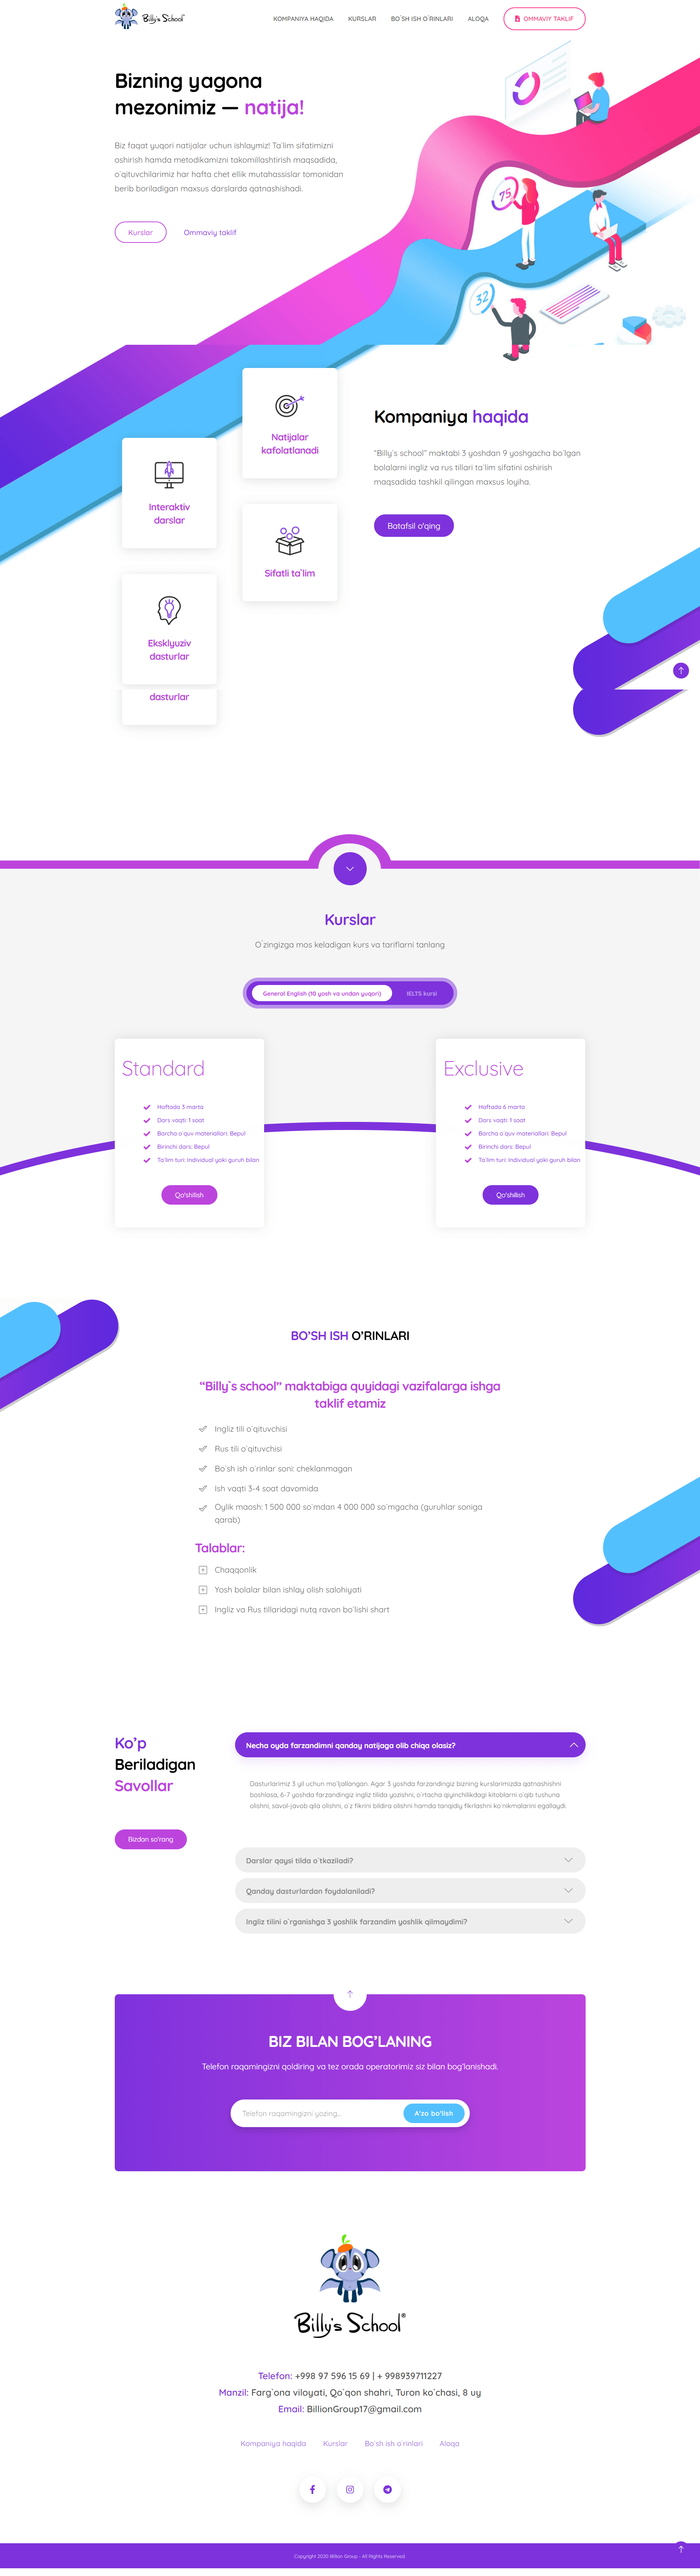 Billy's School®
KOMPANIYA HAQIDA
KURSLAR
BO`SH ISH O`RINLARI
ALOQA
OMMAVIY TAKLIF
Bizning yagona
mezonimiz — natija!
Biz faqat yuqori natijalar uchun ishlaymiz! Ta`lim sifatimizni
oshirish hamda metodikamizni takomillashtirish maqsadida,
o`qituvchilarimiz har hafta chet ellik mutahassislar tomonidan
berib boriladigan maxsus darslarda qatnashishadi.
Kurslar
Ommaviy taklif
75
32
Natijalar
kafolatlanadi
Interaktiv
darslar
Sifatli ta`lim
Eksklyuziv
dasturlar
dasturlar
Kompaniya haqida
“Billy`s school” maktabi 3 yoshdan 9 yoshgacha bo`lgan
bolalarni ingliz va rus tillari ta`lim sifatini oshirish
maqsadida tashkil qilingan maxsus loyiha.
Batafsil o'qing
Kurslar
O`zingizga mos keladigan kurs va tariflarni tanlang
General English (10 yosh va undan yuqori)
IELTS kursi
Standard
Haftada 3 marta
Dars vaqti: 1 soat
Barcha o`quv materiallari: Bepul
Birinchi dars: Bepul
Ta'lim turi: Individual yoki guruh bilan
Qo'shilish
Exclusive
Haftada 6 marta
Dars vaqti: 1 soat
Barcha o`quv materiallari: Bepul
Birinchi dars: Bepul
Ta'lim turi: Individual yoki guruh bilan
Qo'shilish
BO’SH ISH O’RINLARI
“Billy`s school” maktabiga quyidagi vazifalarga ishga
taklif etamiz
Ingliz tili o`qituvchisi
Rus tili o`qituvchisi
Bo`sh ish o`rinlar soni: cheklanmagan
Ish vaqti 3-4 soat davomida
Oylik maosh: 1 500 000 so`mdan 4 000 000 so`mgacha (guruhlar soniga
qarab)
Talablar:
Chaqqonlik
Yosh bolalar bilan ishlay olish salohiyati
Ingliz va Rus tillaridagi nutq ravon bo`lishi shart
Ko’p
Beriladigan
Savollar
Bizdan so'rang
Necha oyda farzandimni qanday natijaga olib chiqa olasiz?
Dasturlarimiz 3 yil uchun mo`ljallangan. Agar 3 yoshda farzandingiz bizning kurslarimizda qatnashishni
boshlasa, 6-7 yoshda farzandingiz ingliz tilida yozishni, o`rtacha qiyinchilikdagi kitoblarni o`qib tushuna
olishni, savol-javob qila olishni, o`z fikrini bildira olishni hamda tanqidiy fikrlashni ko`nikmalarini egallaydi.
Darslar qaysi tilda o`tkaziladi?
Qanday dasturlardan foydalaniladi?
Ingliz tilini o`rganishga 3 yoshlik farzandim yoshlik qilmaydimi?
BIZ BILAN BOG’LANING
Telefon raqamingizni qoldiring va tez orada operatorimiz siz bilan bog’lanishadi.
Telefon raqamingizni yozing...
A'zo bo'lish
Billy's School®
Telefon: +998 97 596 15 69 | + 998939711227
Manzil: Farg`ona viloyati, Qo`qon shahri, Turon ko`chasi, 8 uy
Email: BillionGroup17@gmail.com
Kompaniya haqida
Kurslar
Bo`sh ish o`rinlari
Aloqa
Copyright 2020 Billion Group - All Rights Reserved.